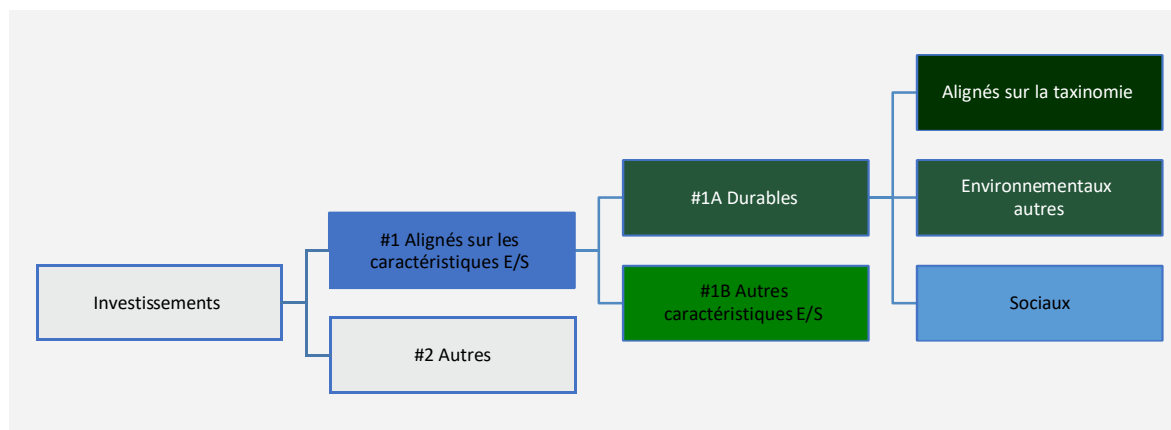 Investissements
#1 Alignés sur les
caractéristiques E/S
#2 Autres
#1A Durables
#1B Autres
caractéristiques E/S
Alignés sur la taxinomie
Environnementaux
autres
Sociaux